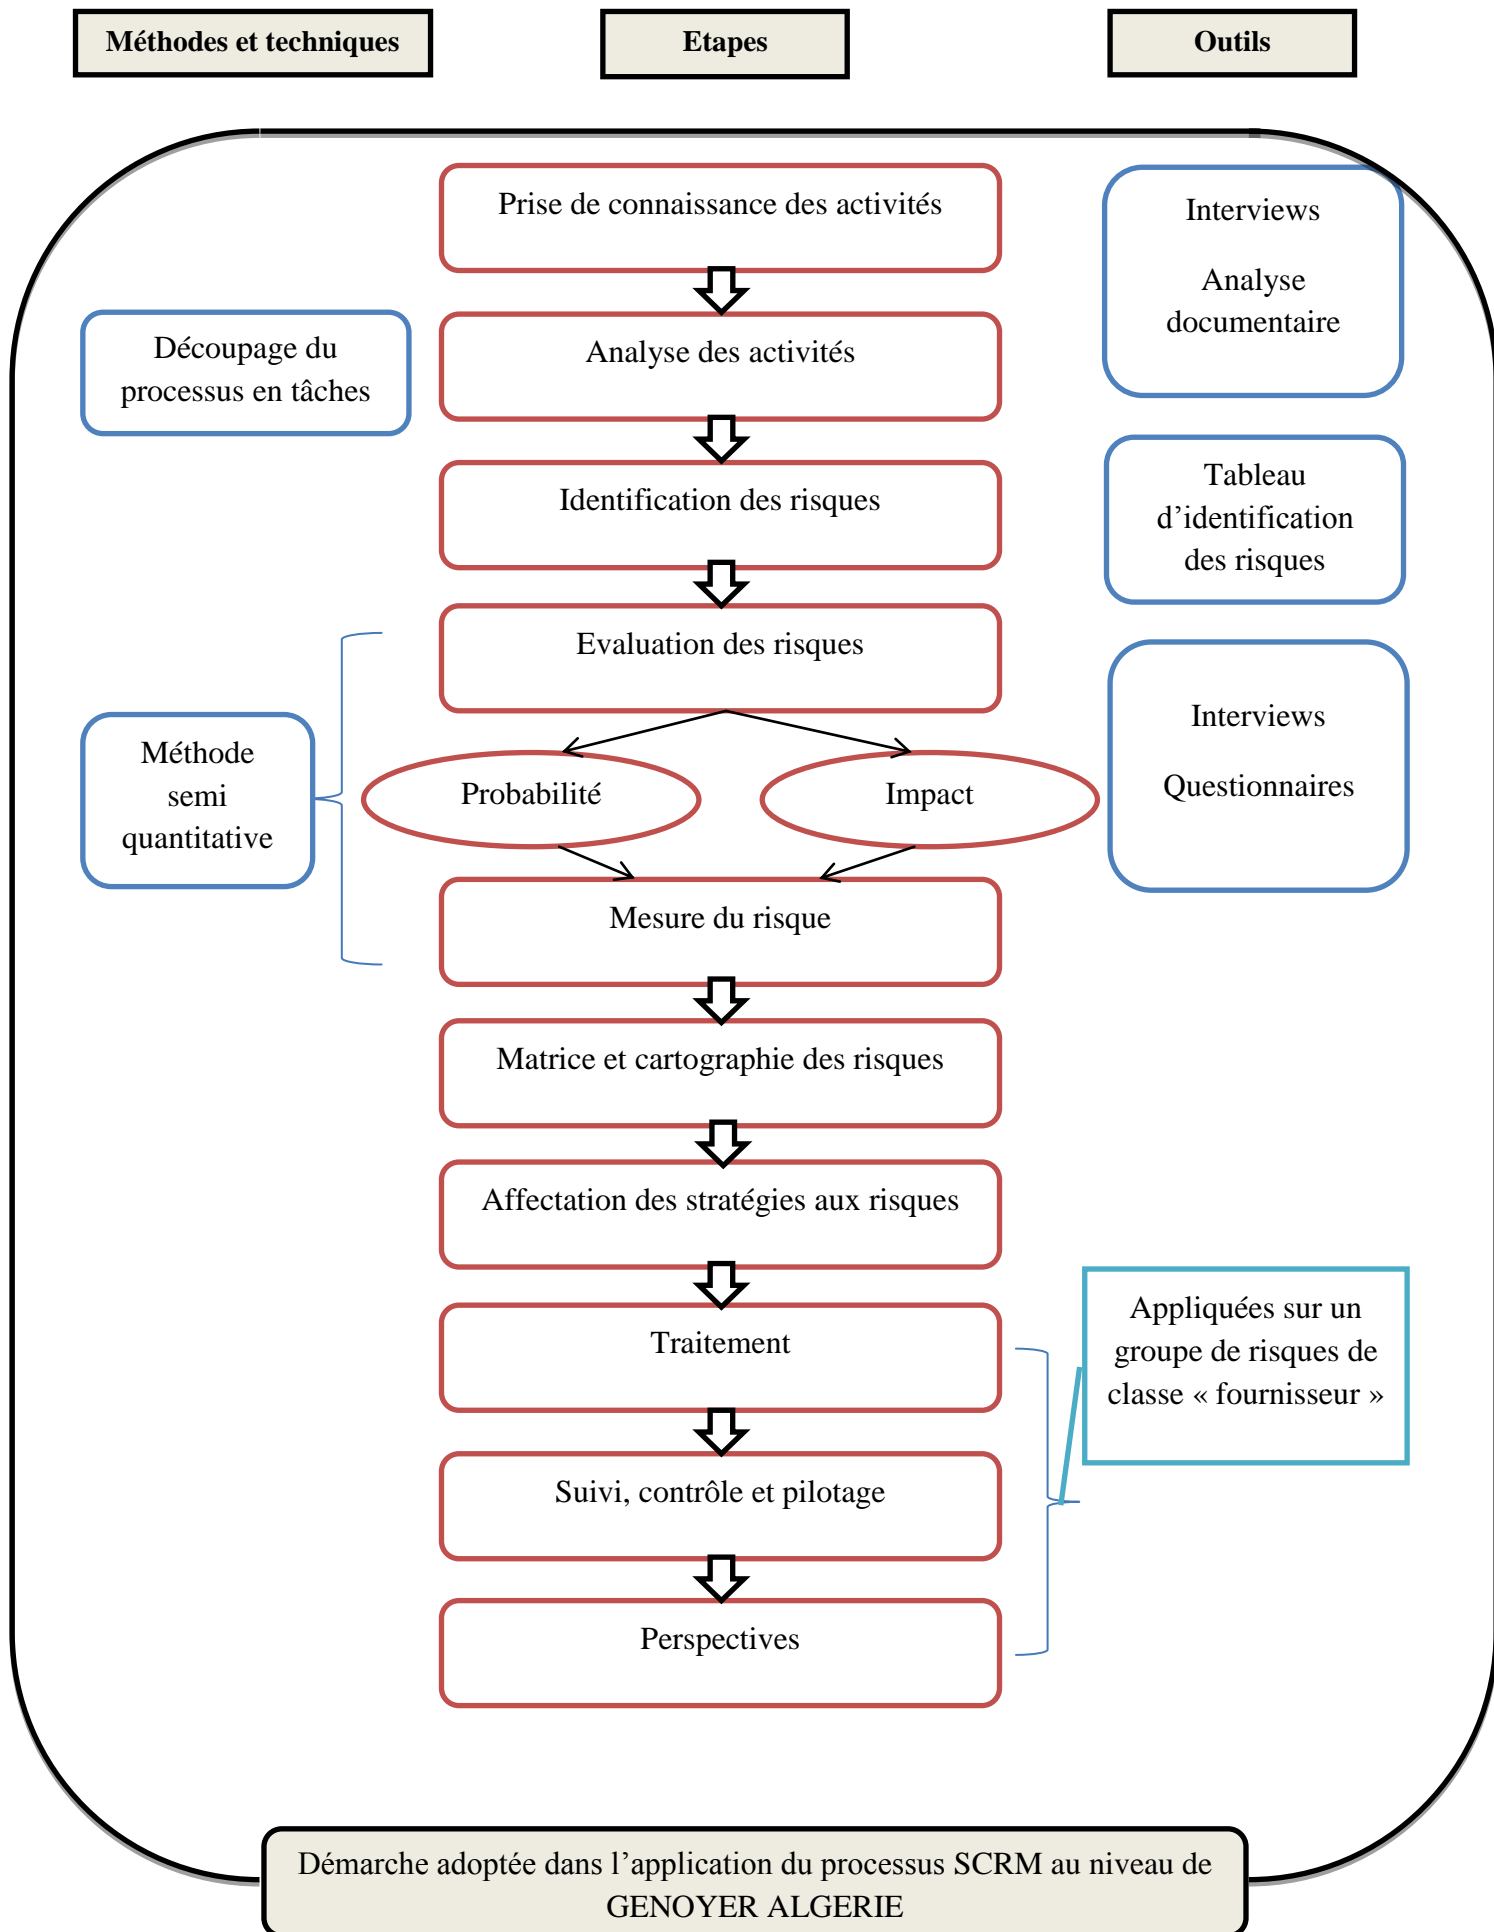 Méthodes et techniques
Etapes
Outils
Prise de connaissance des activités
Interviews
Analyse
documentaire
Découpage du
processus en tâches
Analyse des activités
Identification des risques
Tableau
d’identification
des risques
Evaluation des risques
Méthode
semi
quantitative
Probabilité
Impact
Interviews
Questionnaires
Mesure du risque
Matrice et cartographie des risques
Affectation des stratégies aux risques
Traitement
Appliquées sur un
groupe de risques de
classe « fournisseur »
Suivi, contrôle et pilotage
Perspectives
Démarche adoptée dans l’application du processus SCRM au niveau de
GENOYER ALGERIE